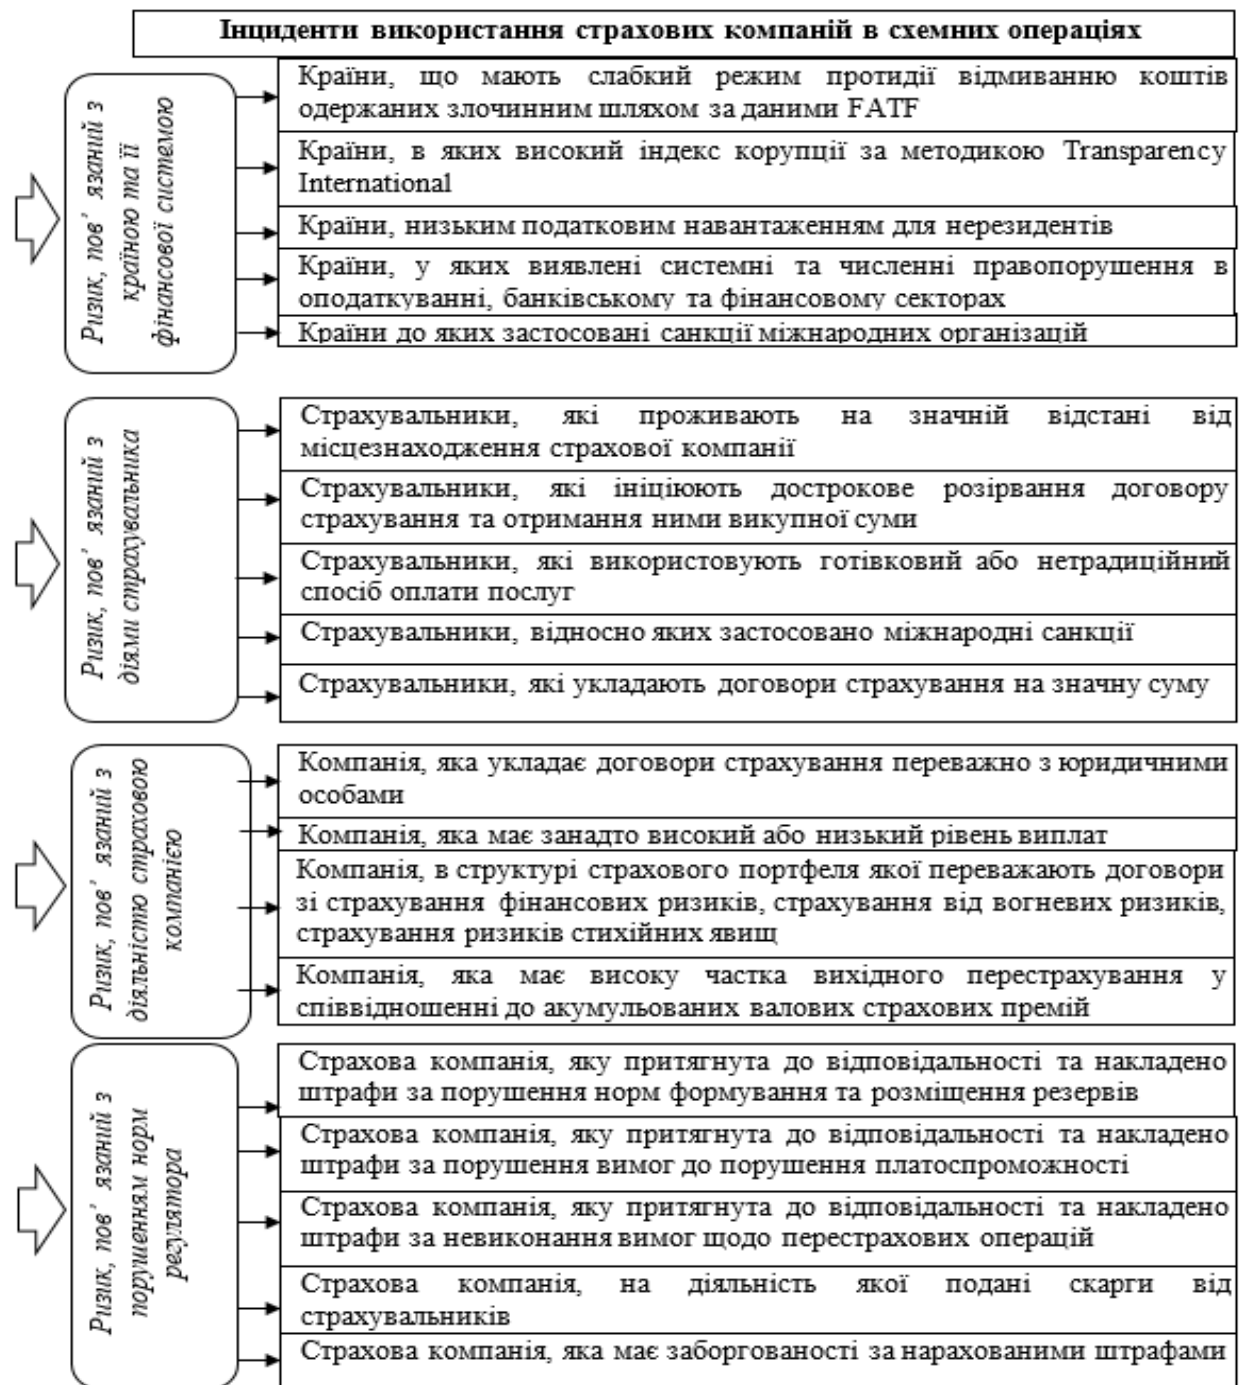 Інциденти використання страхових компаній в схемних операціях
Ризик, пов’ язаний з
країною та її
фінансової системою
Країни, що мають слабкий режим протидії відмиванню коштів
одержаних злочинним шляхом за даними FATF
Країни, в яких високий індекс корупції за методикою Transparency
International
Країни, низьким податковим навантаженням для нерезидентів
Країни, у яких виявлені системні та численні правопорушення в
оподаткуванні, банківському та фінансовому секторах
Країни до яких застосовані санкції міжнародних організацій
Ризик, пов’ язаний з
діями страхувальника
Страхувальники, які проживають на значній відстані від
місцезнаходження страхової компанії
Страхувальники, які ініціюють дострокове розірвання договору
страхування та отримання ними викупної суми
Страхувальники, які використовують готівковий або нетрадиційний
спосіб оплати послуг
Страхувальники, відносно яких застосовано міжнародні санкції
Страхувальники, які укладають договори страхування на значну суму
Ризик, пов’ язаний з
діяльністю страховою
компанією
Компанія, яка укладає договори страхування переважно з юридичними
особами
Компанія, яка має занадто високий або низький рівень виплат
Компанія, в структурі страхового портфеля якої переважають договори
зі страхування фінансових ризиків, страхування від вогневих ризиків,
страхування ризиків стихійних явищ
Компанія, яка має високу частка вихідного перестрахування у
співвідношенні до акумульованих валових страхових премій
Ризик, пов’ язаний з
порушенням норм
регулятора
Страхова компанія, яку притягнута до відповідальності та накладено
штрафи за порушення норм формування та розміщення резервів
Страхова компанія, яку притягнута до відповідальності та накладено
штрафи за порушення вимог до порушення платоспроможності
Страхова компанія, яку притягнута до відповідальності та накладено
штрафи за невиконання вимог щодо перестрахових операцій
Страхова компанія, на діяльність якої подані скарги від
страхувальників
Страхова компанія, яка має заборгованості за нарахованими штрафами